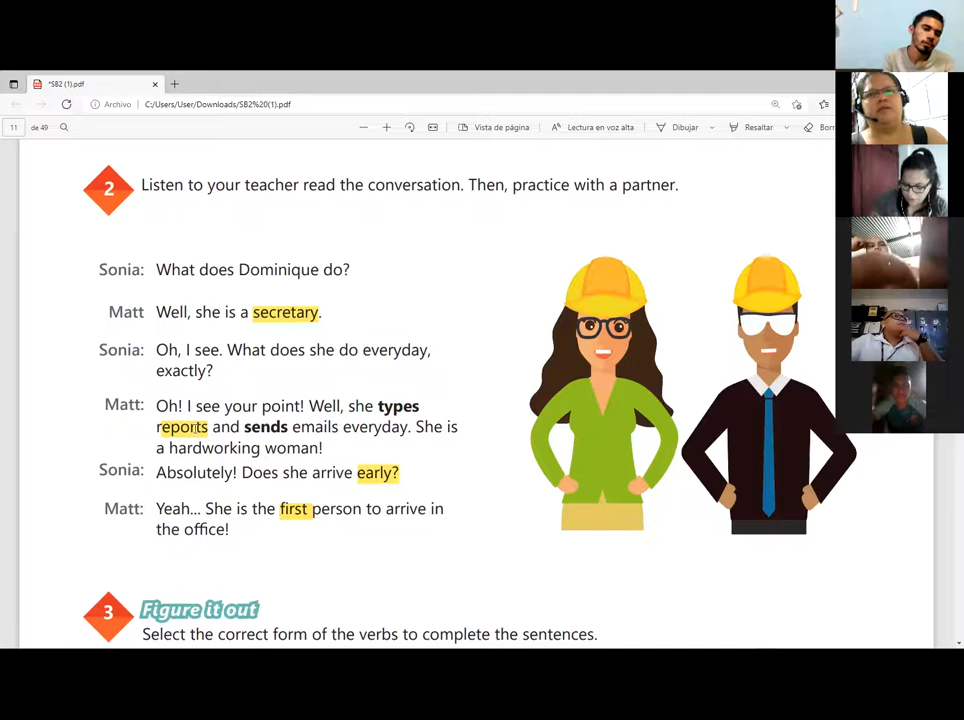 *SB2 (1).pdf
Archivo
C:/Users/User/Downloads/SB2%20(1).pdf
11 de 49
Vista de página
Lectura en voz alta
Dibujar
Resaltar
Borr
2 Listen to your teacher read the conversation. Then, practice with a partner.
Sonia: What does Dominique do?
Matt Well, she is a secretary.
Sonia: Oh, I see. What does she do everyday,
exactly?
Matt: Oh! I see your point! Well, she types
reports and sends emails everyday. She is
a hardworking woman!
Sonia: Absolutely! Does she arrive early?
Matt: Yeah... She is the first person to arrive in
the office!
3 Figure it out
Select the correct form of the verbs to complete the sentences.